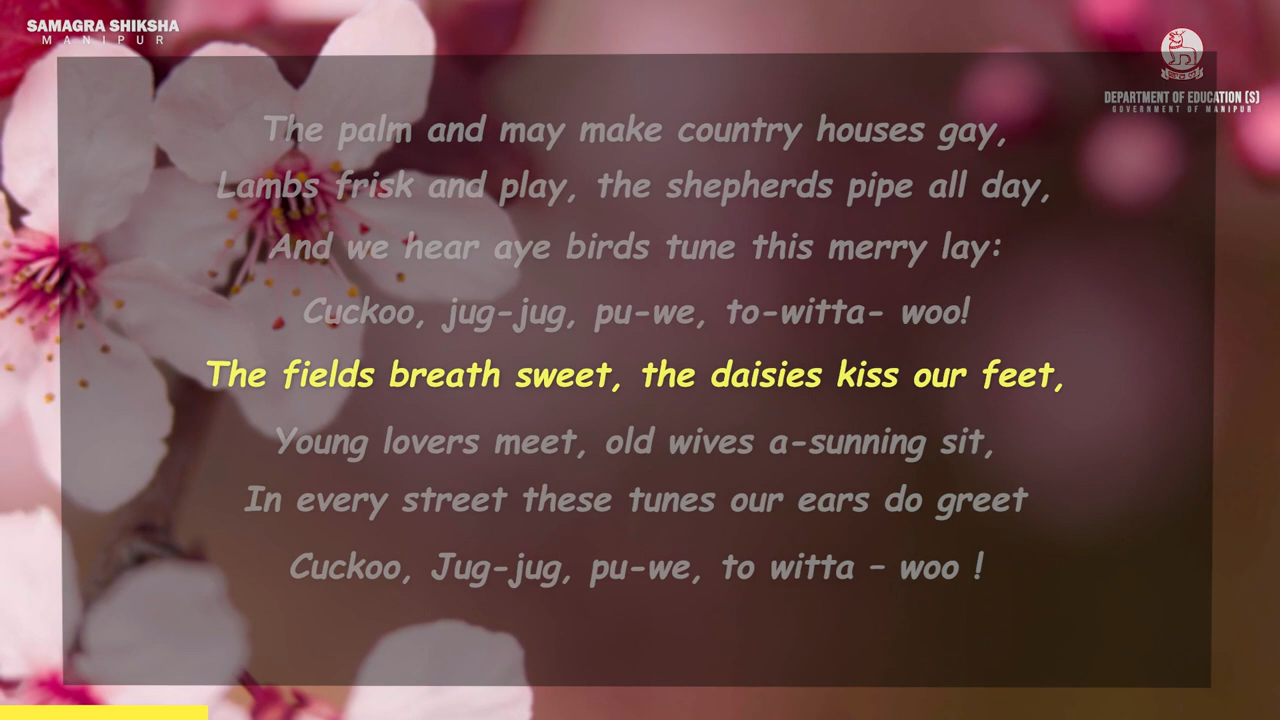 SAMAGRA SHIKSHA
MANIPUR
DEPARTMENT OF EDUCATION (S)
GOVERNMENT OF MANIPUR
The palm and may make country houses gay,
Lambs frisk and play, the shepherds pipe all day,
And we hear aye birds tune this merry lay:
Cuckoo, jug-jug, pu-we, to-witta- woo!
The fields breath sweet, the daisies kiss our feet,
Young lovers meet, old wives a-sunning sit,
In every street these tunes our ears do greet
Cuckoo, Jug-jug, pu-we, to witta – woo !